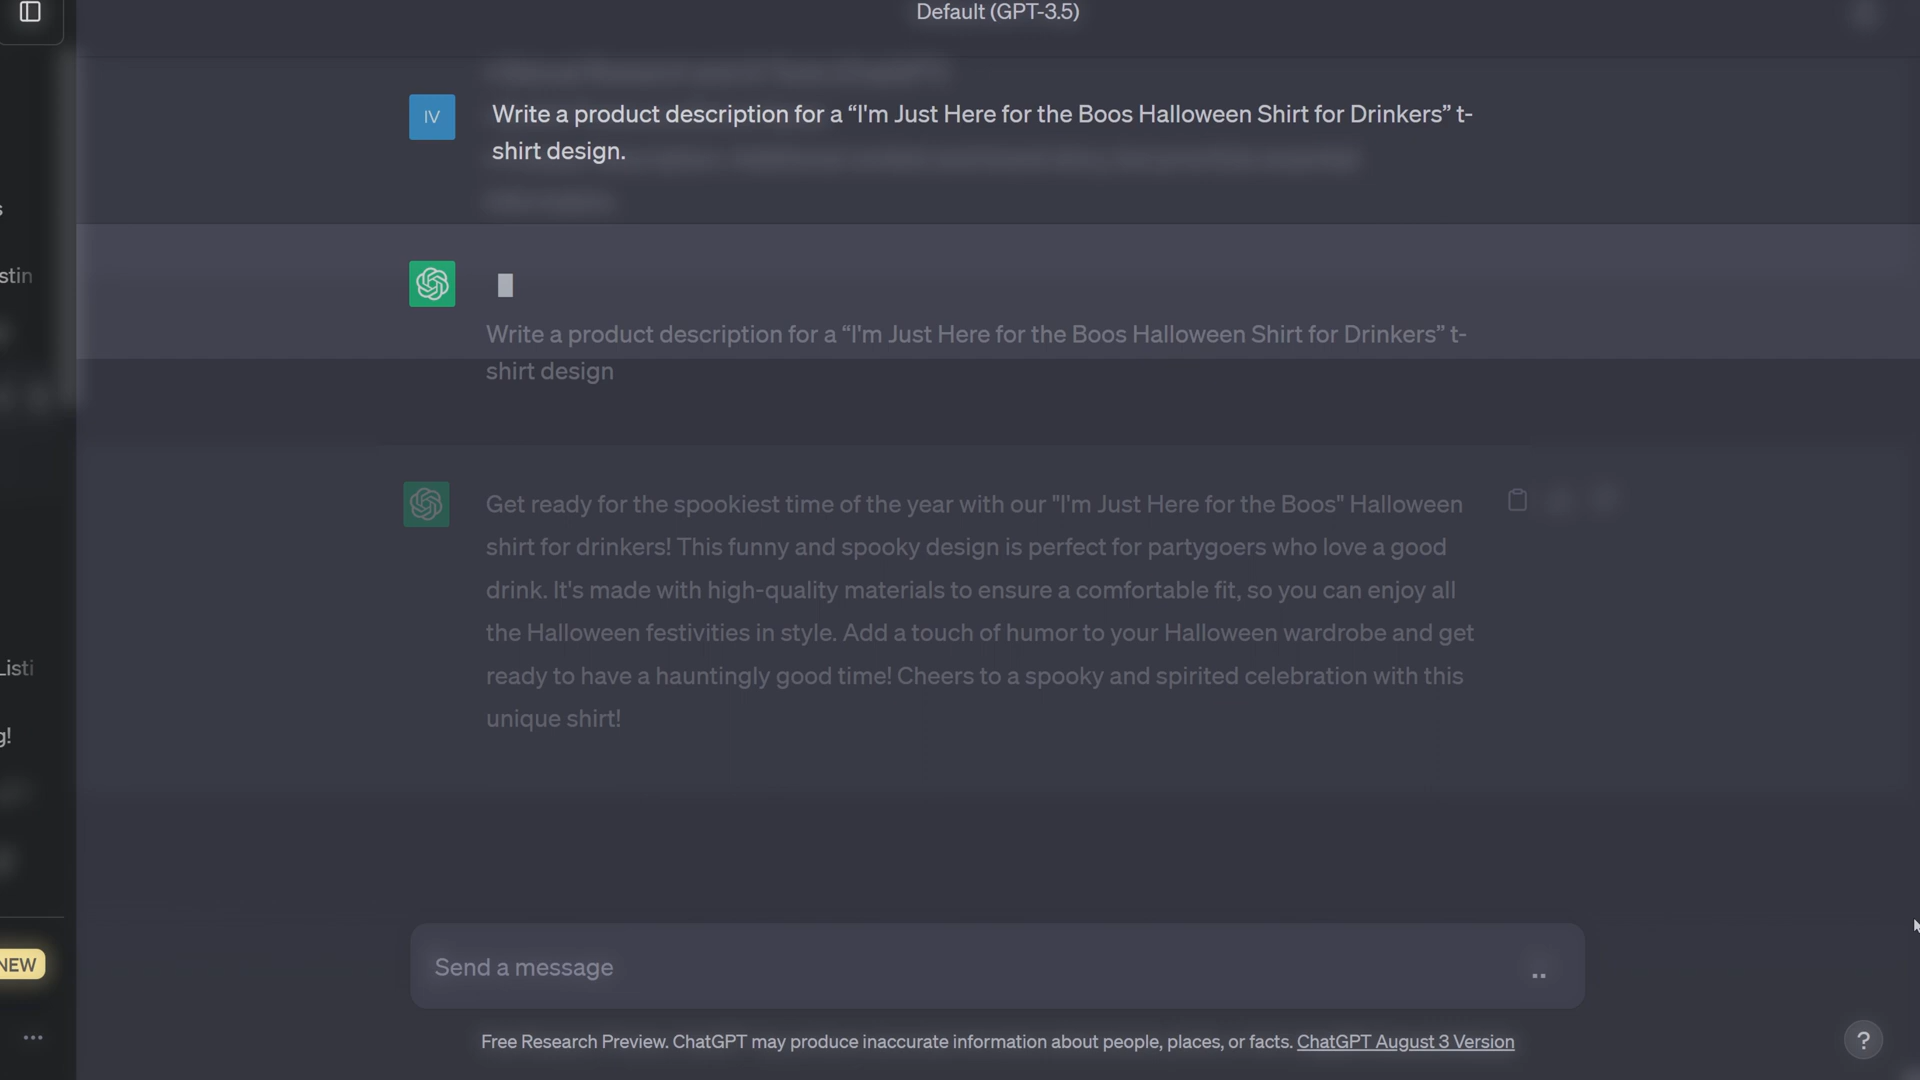 Default (GPT-3.5)
IV
Write a product description for a “I'm Just Here for the Boos Halloween Shirt for Drinkers” t-
shirt design.
stin
Write a product description for a “I'm Just Here for the Boos Halloween Shirt for Drinkers” t-
shirt design
Get ready for the spookiest time of the year with our "I'm Just Here for the Boos" Halloween
shirt for drinkers! This funny and spooky design is perfect for partygoers who love a good
drink. It's made with high-quality materials to ensure a comfortable fit, so you can enjoy all
the Halloween festivities in style. Add a touch of humor to your Halloween wardrobe and get
ready to have a hauntingly good time! Cheers to a spooky and spirited celebration with this
unique shirt!
Listi
g!
NEW
Send a message
Free Research Preview. ChatGPT may produce inaccurate information about people, places, or facts. ChatGPT August 3 Version
?